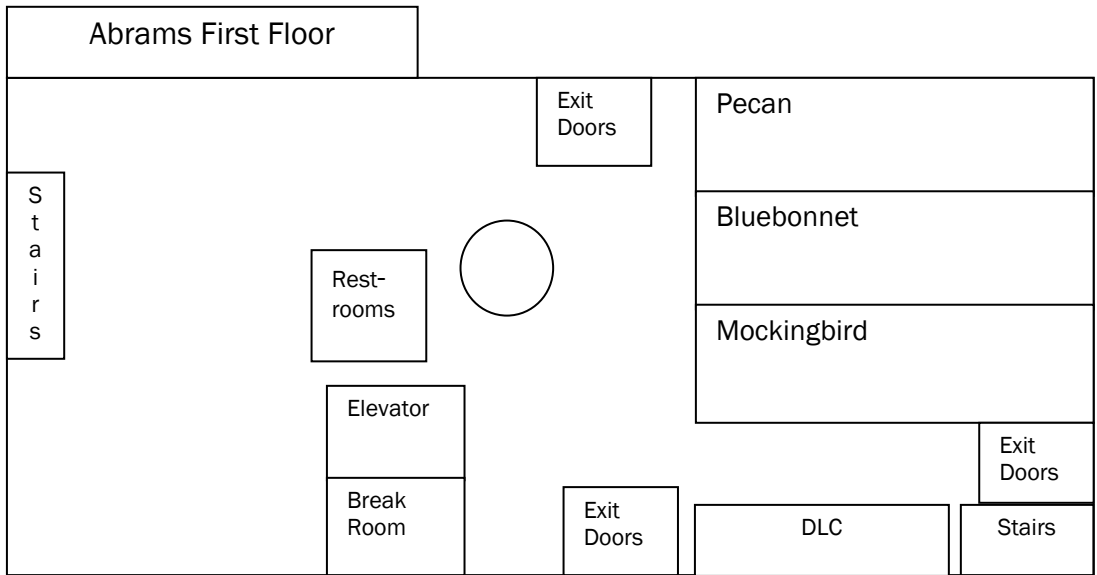 Abrams First Floor
Exit
Doors
Pecan
Stairs
Bluebonnet
Rest-
rooms
Mockingbird
Elevator
Exit
Doors
Break
Room
Exit
Doors
DLC
Stairs